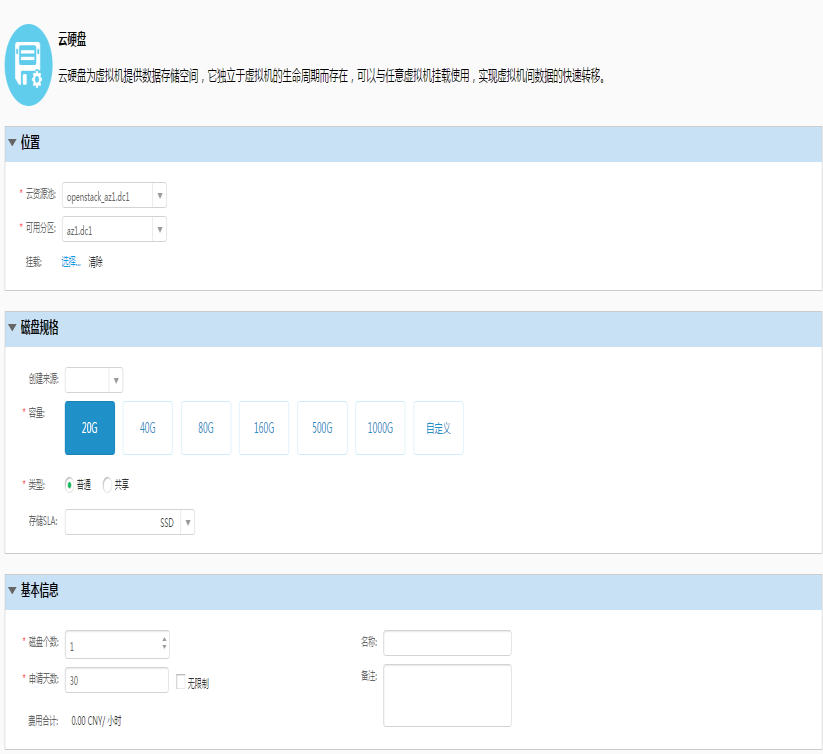 云硬盘
云硬盘为虚拟机提供数据存储空间，它独立于虚拟机的生命周期而存在，可以与任意虚拟机挂载使用，实现虚拟机间数据的快速转移。
位置
* 云资源池: openstack_az1.dc1
* 可用分区: az1.dc1
挂载: 选择... 清除
磁盘规格
创建来源:
* 容量: 20G 40G 80G 160G 500G 1000G 自定义
* 类型: 普通 共享
存储SLA: SSD
基本信息
* 磁盘个数: 1 名称:
* 申请天数: 30 无限制 备注:
费用合计: 0.00 CNY/ 小时